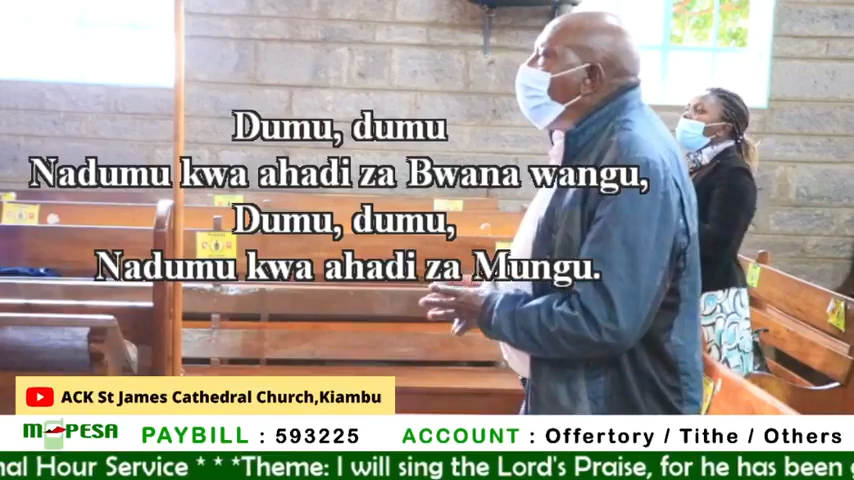 Dumu, dumu
Nadumu kwa ahadi za Bwana wangu,
Dumu, dumu,
Nadumu kwa ahadi za Mungu.
ACK St James Cathedral Church,Kiambu
M-PESA PAYBILL : 593225 ACCOUNT : Offertory / Tithe / Others
Hour Service * * *Theme: I will sing the Lord's Praise, for he has been